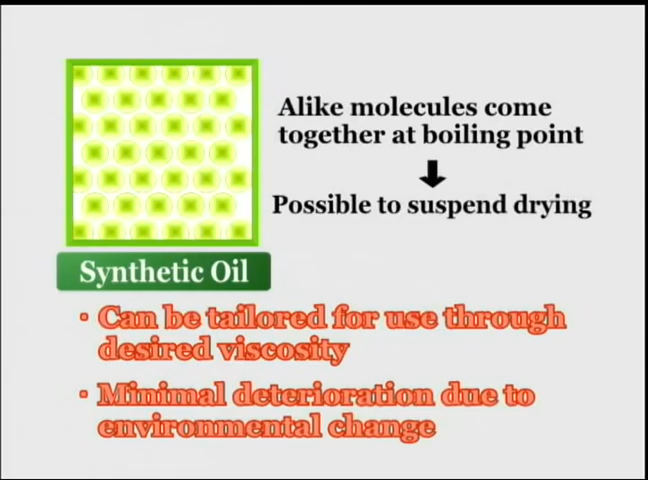 Alike molecules come
together at boiling point
Possible to suspend drying
Synthetic Oil
· Can be tailored for use through
desired viscosity
· Minimal deterioration due to
environmental change